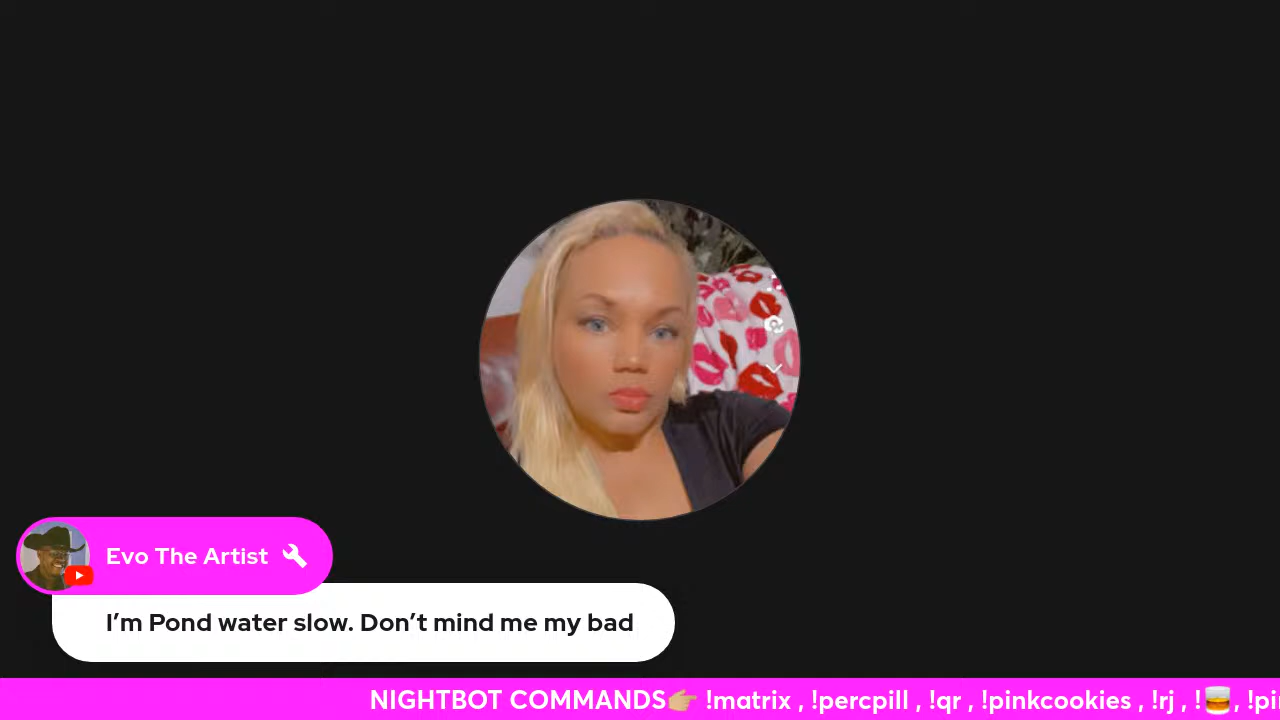 Evo The Artist
I’m Pond water slow. Don’t mind me my bad
NIGHTBOT COMMANDS👉🏼 !matrix , !percpill , !qr , !pinkcookies , !rj , !🥃, !pi